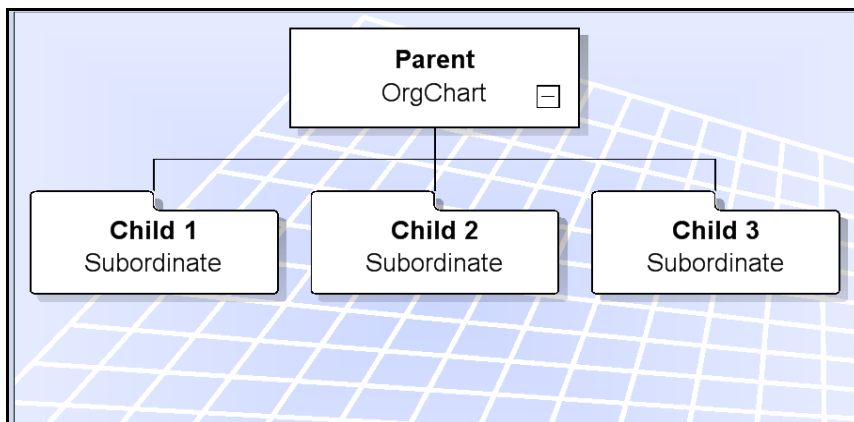 Parent
OrgChart
Child 1
Subordinate
Child 2
Subordinate
Child 3
Subordinate